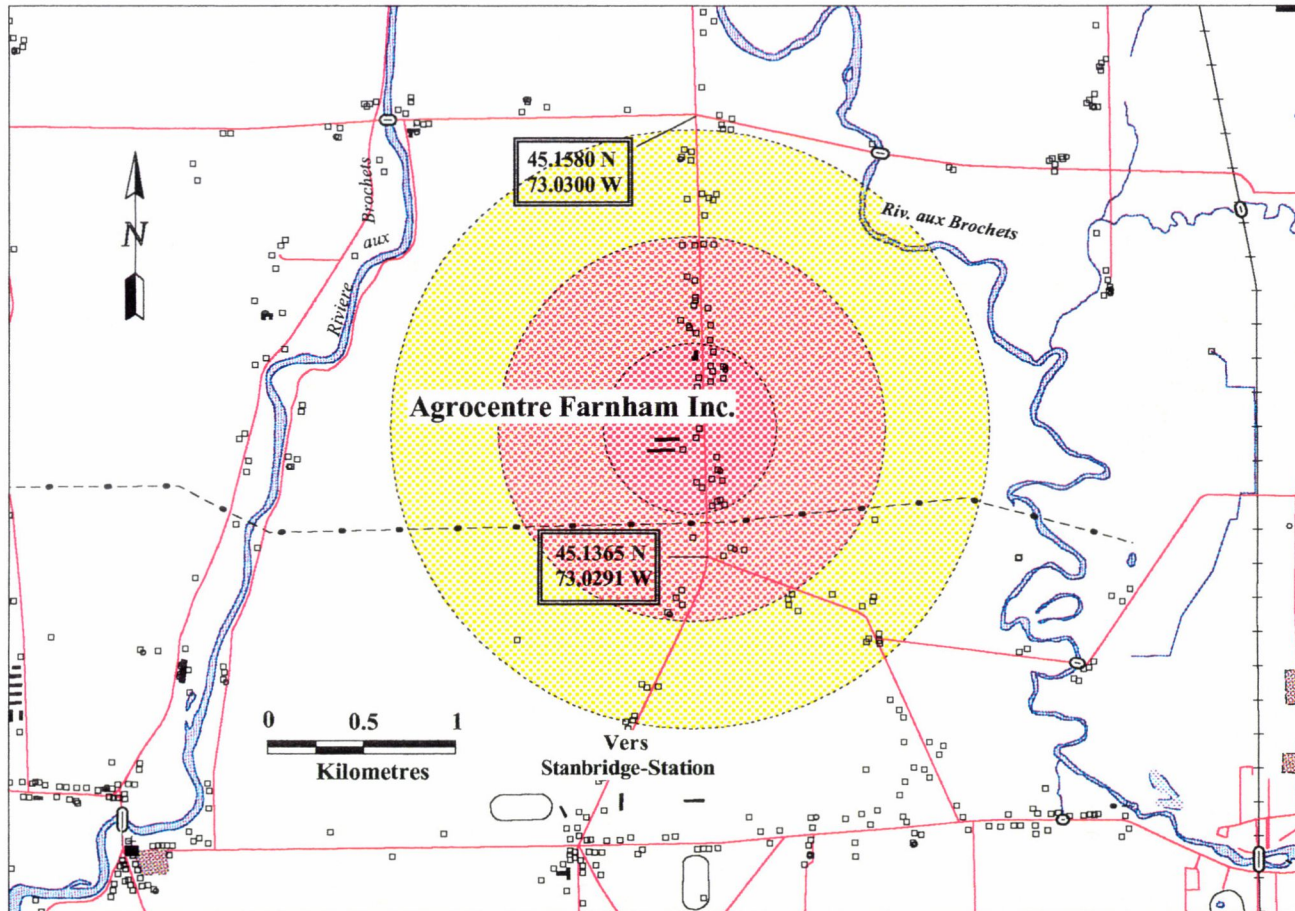 45.1580 N
73.0300 W
N
Riviere aux Brochets
Riv. aux Brochets
Agrocentre Farnham Inc.
45.1365 N
73.0291 W
0 0.5 1
Kilometres
Vers
Stanbridge-Station